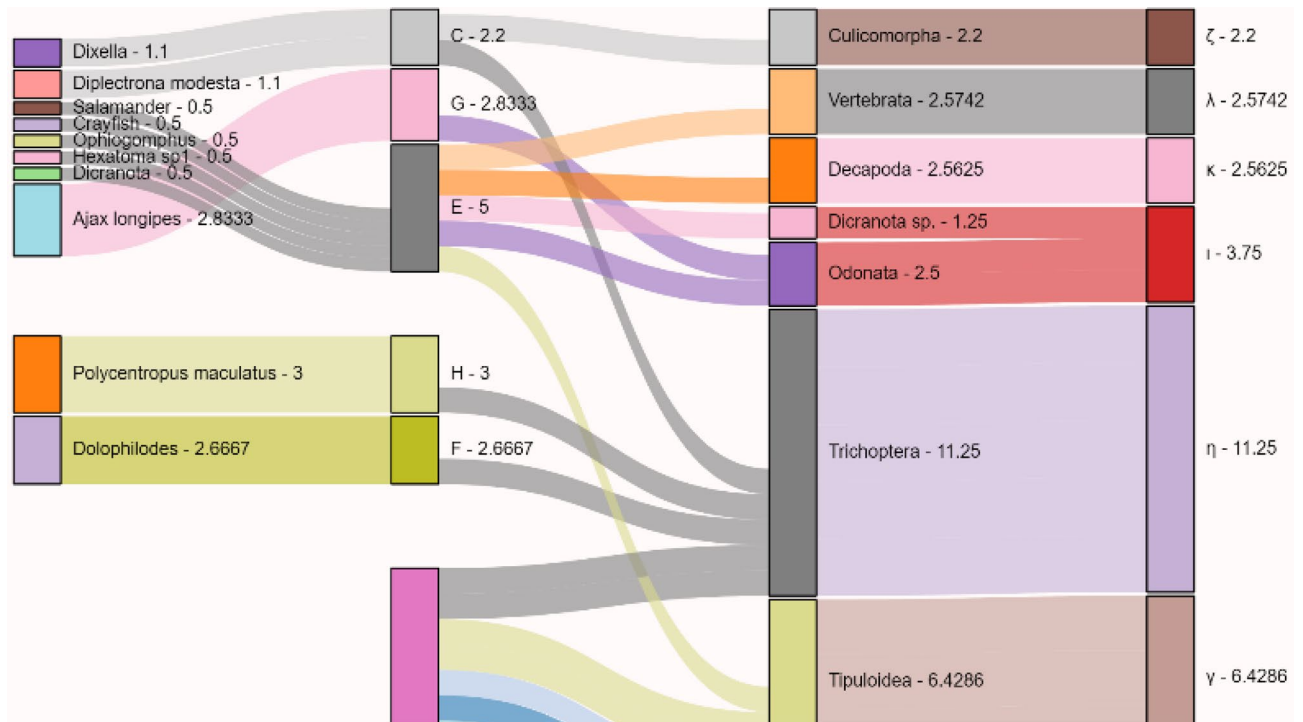 Dixella - 1.1
Diplectrona modesta - 1.1
Salamander - 0.5
Crayfish - 0.5
Ophiogomphus - 0.5
Hexatoma sp1 - 0.5
Dicranota - 0.5
Ajax longipes - 2.8333
Polycentropus maculatus - 3
Dolophilodes - 2.6667
C - 2.2
G - 2.8333
E - 5
H - 3
F - 2.6667
Culicomorpha - 2.2
Vertebrata - 2.5742
Decapoda - 2.5625
Dicranota sp. - 1.25
Odonata - 2.5
Trichoptera - 11.25
Tipuloidea - 6.4286
ζ - 2.2
λ - 2.5742
κ - 2.5625
ι - 3.75
η - 11.25
γ - 6.4286